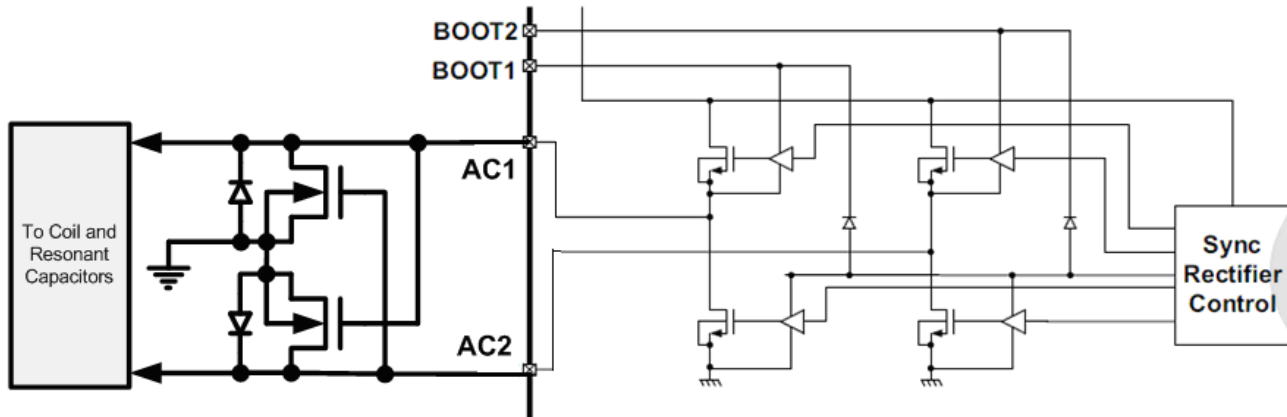 BOOT2
BOOT1
AC1
To Coil and
Resonant
Capacitors
Sync
Rectifier
Control
AC2